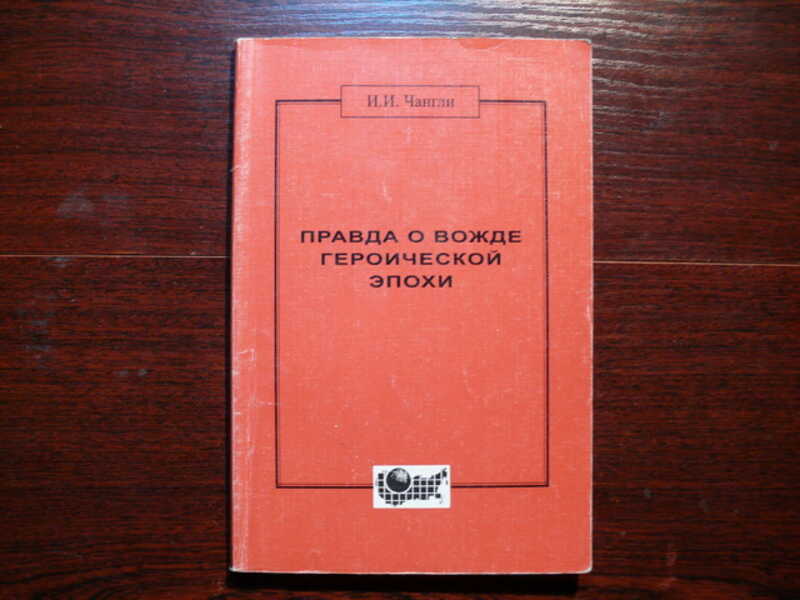 И.И. Чангли
ПРАВДА О ВОЖДЕ
ГЕРОИЧЕСКОЙ
ЭПОХИ